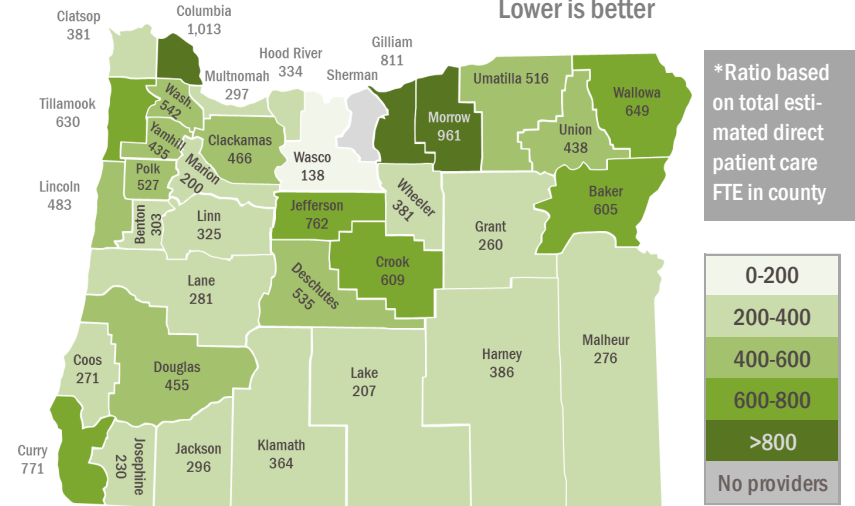 Lower is better
Clatsop
381
Columbia
1,013
Hood River
334
Multnomah
297
Sherman
Gilliam
811
Umatilla 516
Wallowa
649
*Ratio based
on total esti-
mated direct
patient care
FTE in county
Tillamook
630
Wash.
542
Yamhill
435
Clackamas
466
Morrow
961
Union
438
Marion
200
Wasco
138
Polk
527
Lincoln
483
Wheeler
381
Baker
605
Benton
303
Linn
325
Jefferson
762
Grant
260
Crook
609
Deschutes
535
Lane
281
0-200
200-400
400-600
600-800
>800
No providers
Coos
271
Douglas
455
Lake
207
Harney
386
Malheur
276
Curry
771
Josephine
230
Jackson
296
Klamath
364